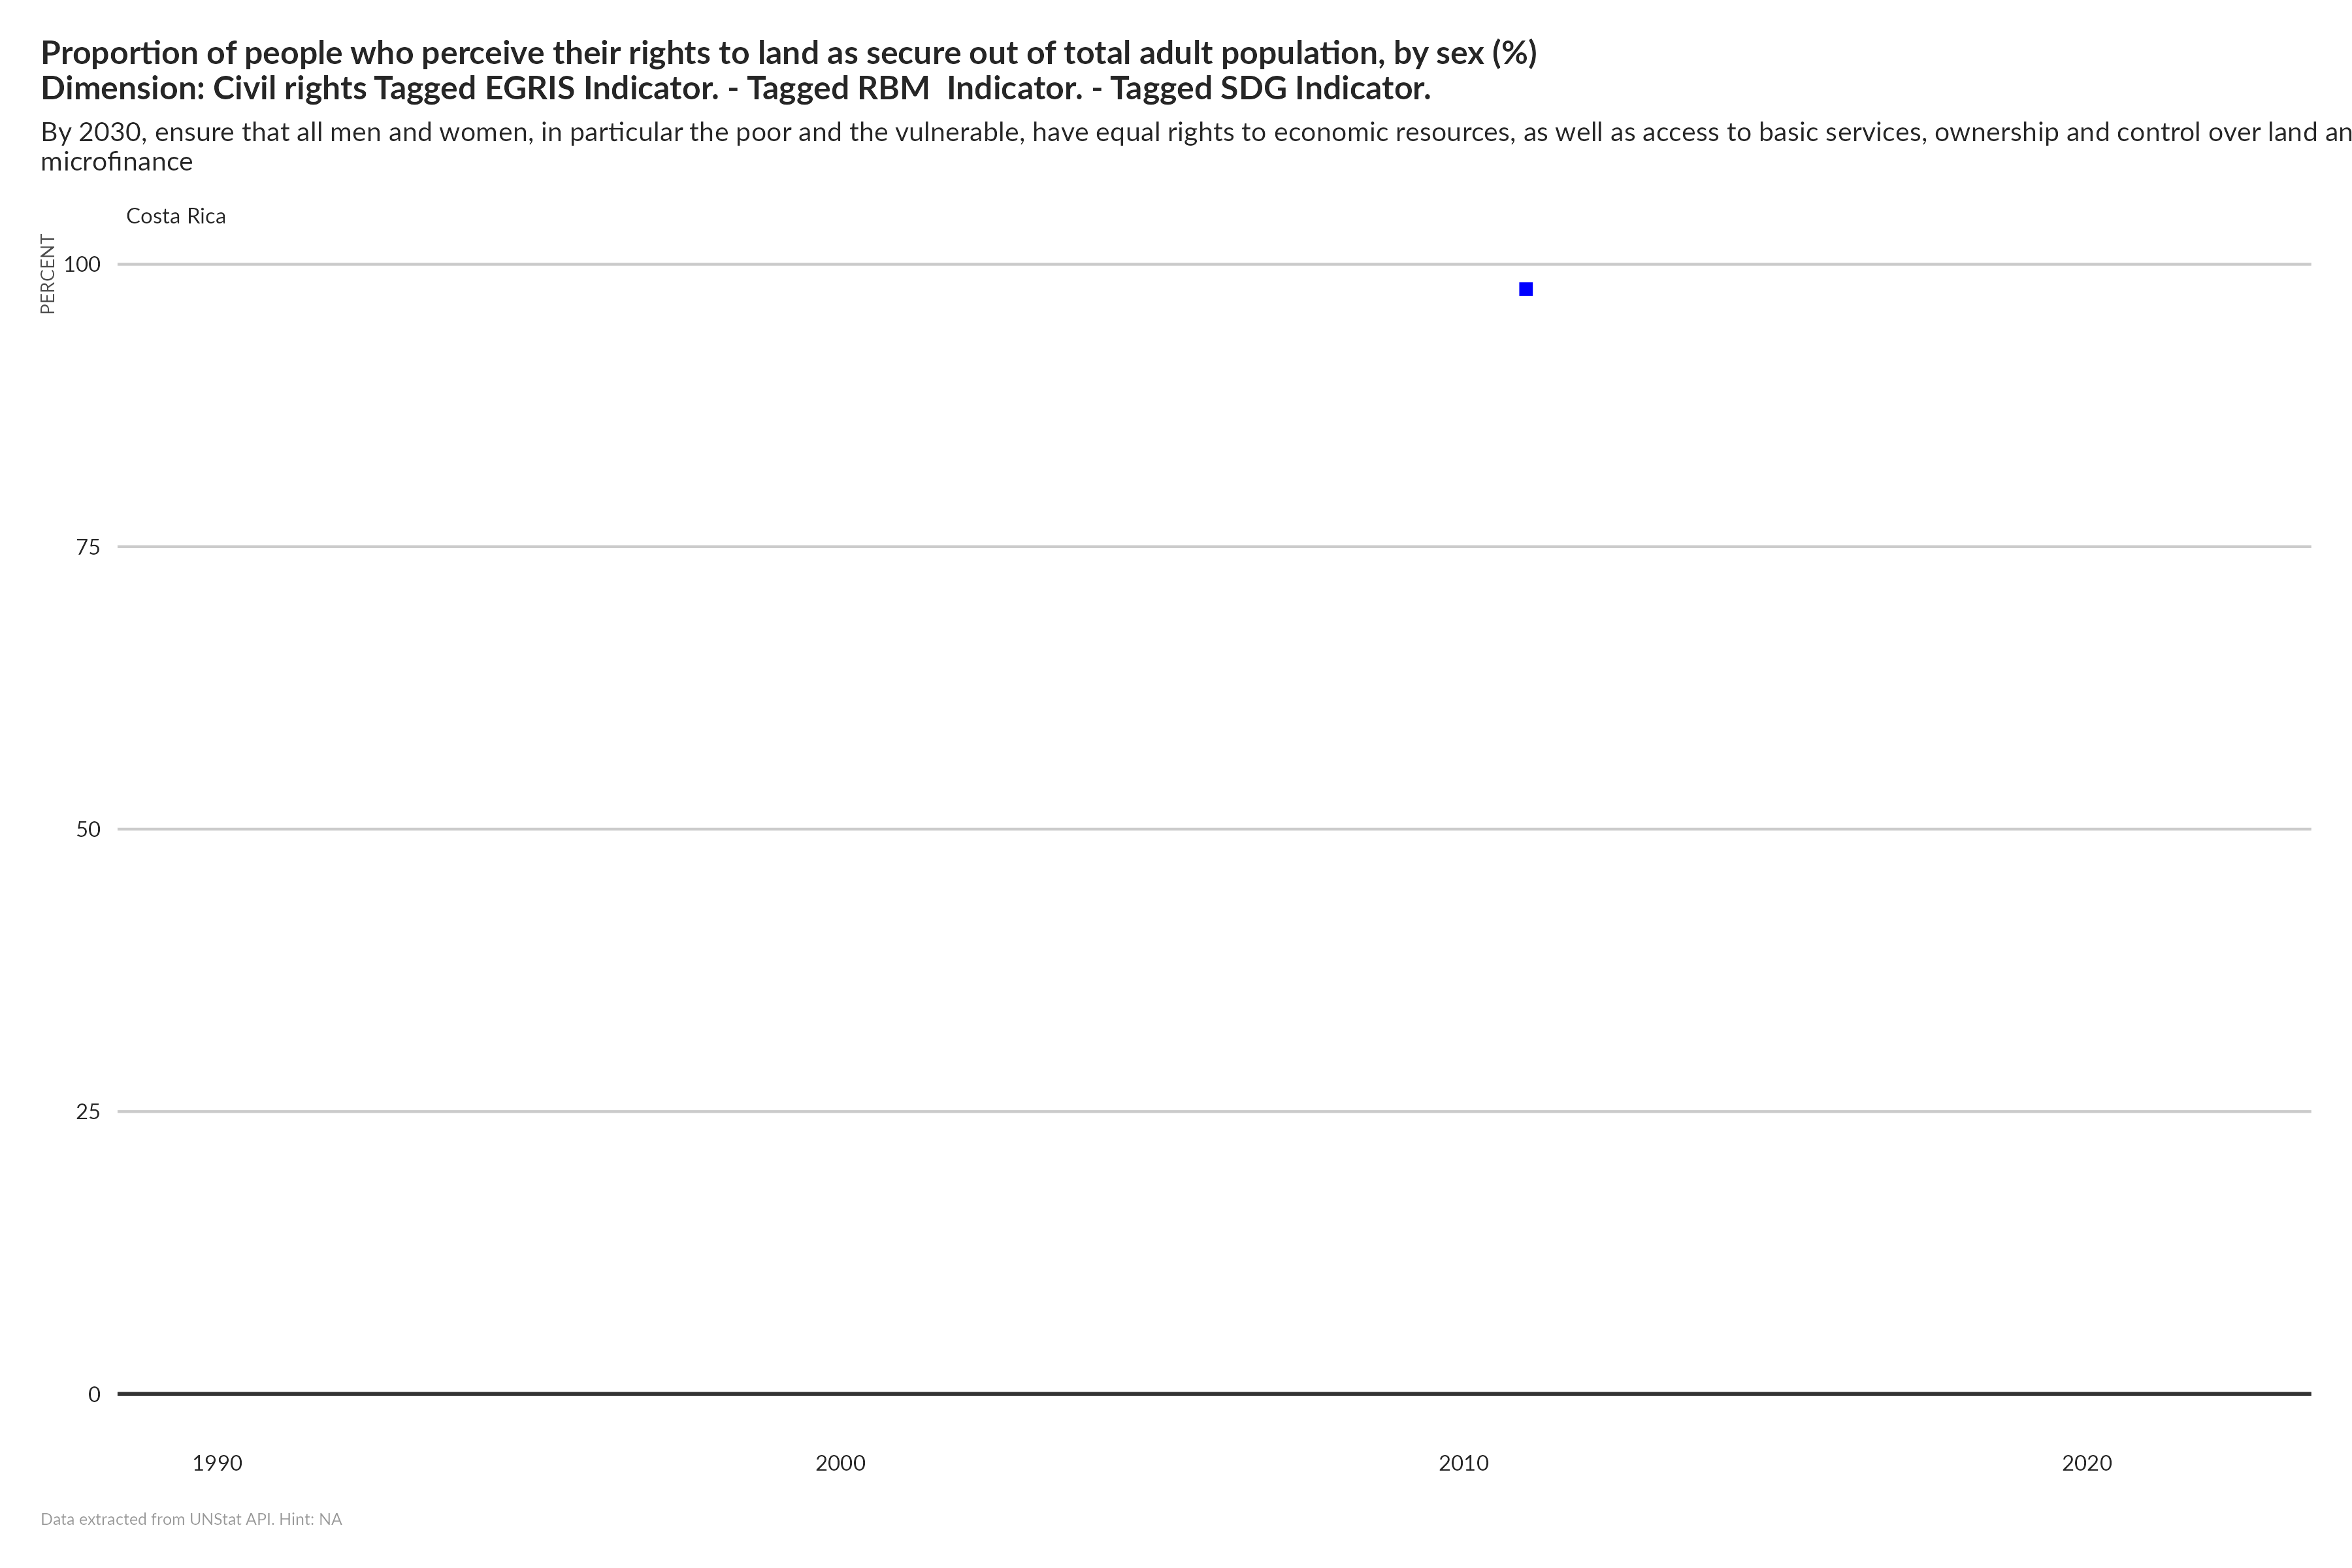 Proportion of people who perceive their rights to land as secure out of total adult population, by sex (%)
Dimension: Civil rights Tagged EGRIS Indicator. - Tagged RBM  Indicator. - Tagged SDG Indicator.
By 2030, ensure that all men and women, in particular the poor and the vulnerable, have equal rights to economic resources, as well as access to basic services, ownership and control over land an
microfinance
Costa Rica
PERCENT
100
75
50
25
0
1990 2000 2010 2020
Data extracted from UNStat API. Hint: NA